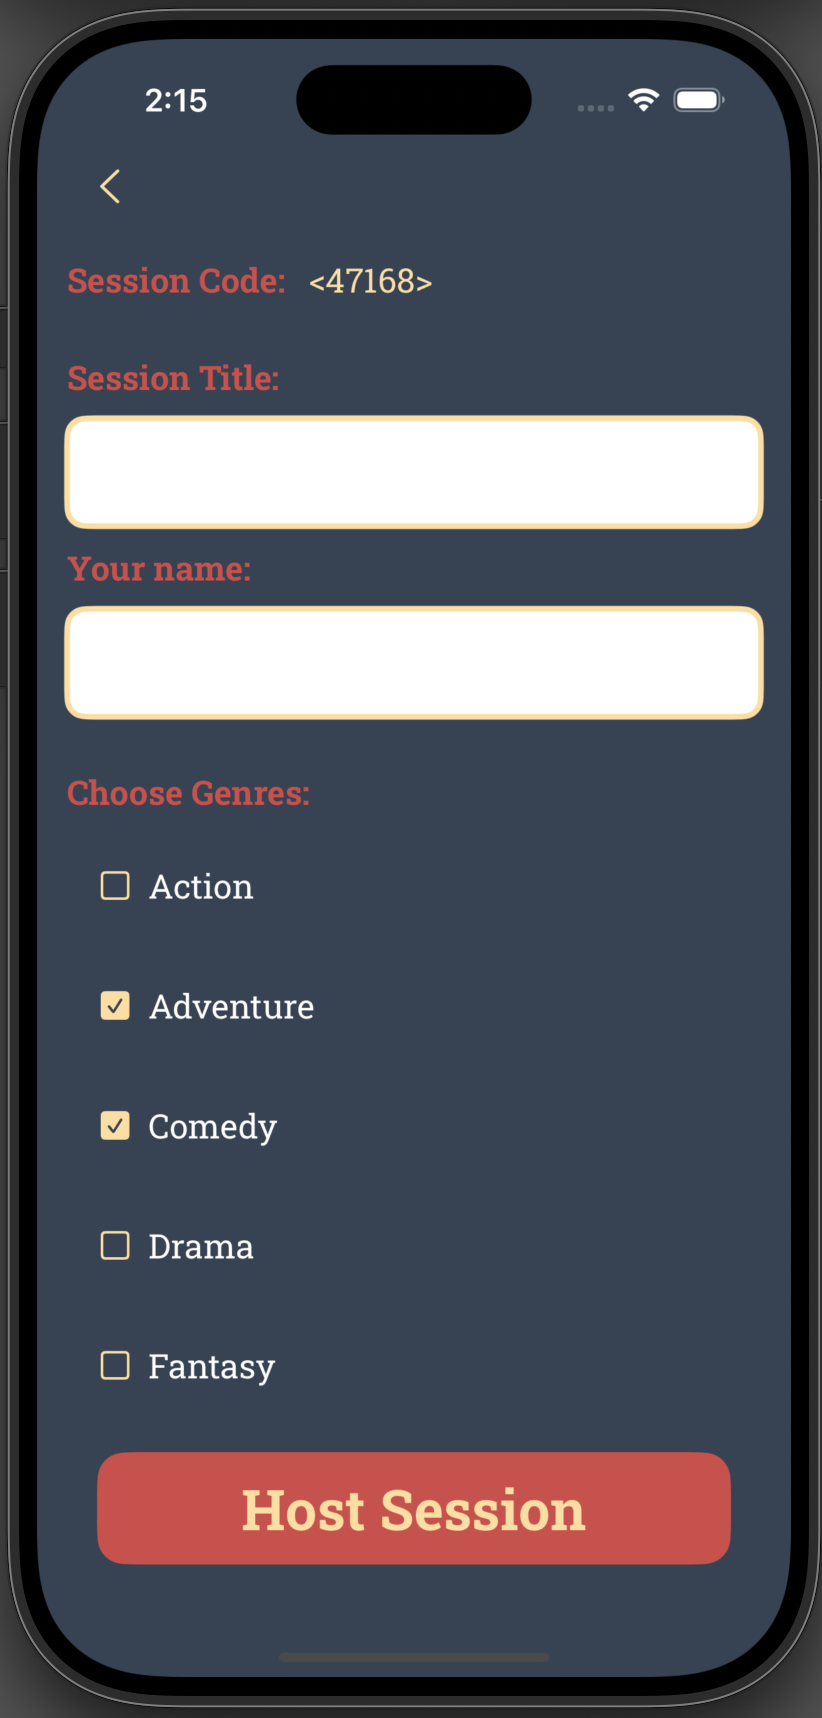 2:15
Session Code: <47168>
Session Title:
Your name:
Choose Genres:
Action
Adventure
Comedy
Drama
Fantasy
Host Session